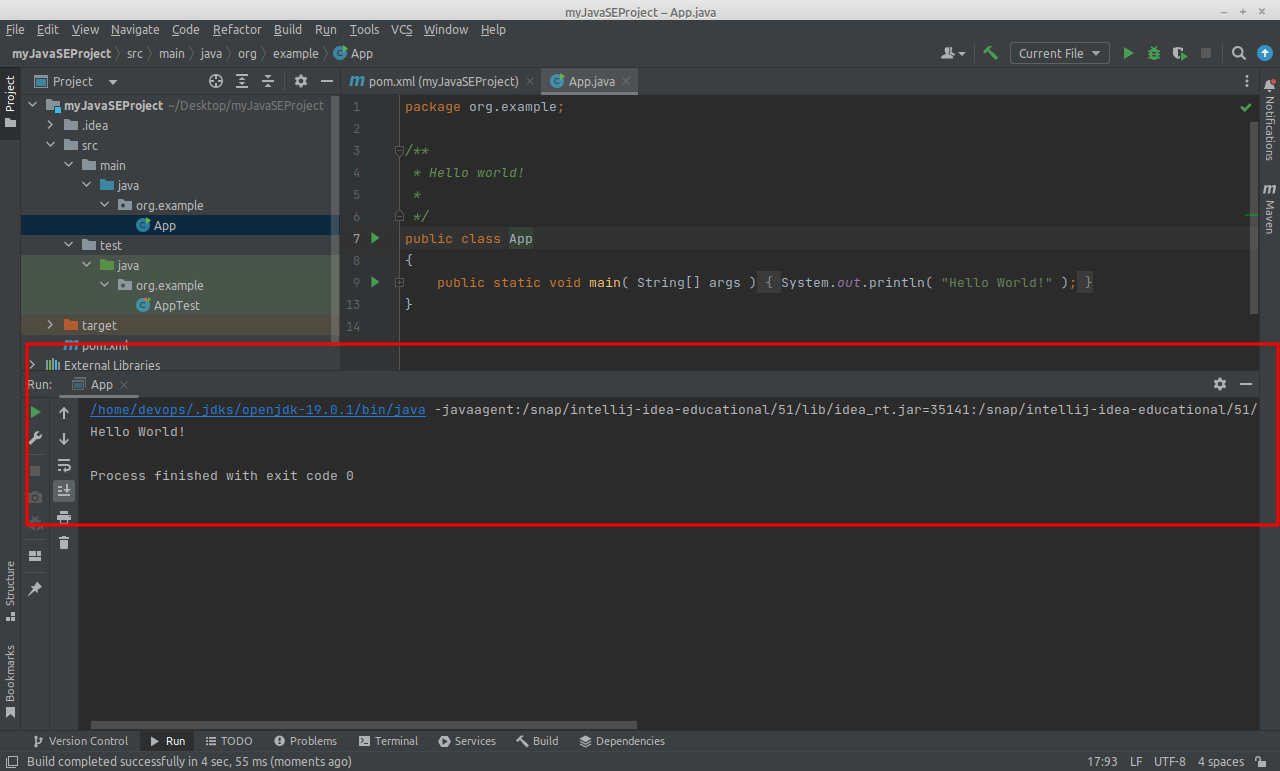 myJavaSEProject – App.java
File Edit View Navigate Code Refactor Build Run Tools VCS Window Help
myJavaSEProject src main java org example App
Current File
Project
Project
pom.xml (myJavaSEProject)
App.java
myJavaSEProject ~/Desktop/myJavaSEProject
.idea
src
main
java
org.example
App
test
java
org.example
AppTest
target
pom.xml
External Libraries
1 package org.example;
2
3 /**
4 * Hello world!
5 *
6 */
7 public class App
8 {
9 public static void main( String[] args ) { System.out.println( "Hello World!" ); }
13 }
14
Notifications
Maven
Run: App
/home/devops/.jdks/openjdk-19.0.1/bin/java -javaagent:/snap/intellij-idea-educational/51/lib/idea_rt.jar=35141:/snap/intellij-idea-educational/51/
Hello World!
Process finished with exit code 0
Structure
Bookmarks
Version Control Run TODO Problems Terminal Services Build Dependencies
Build completed successfully in 4 sec, 55 ms (moments ago)
17:93 LF UTF-8 4 spaces